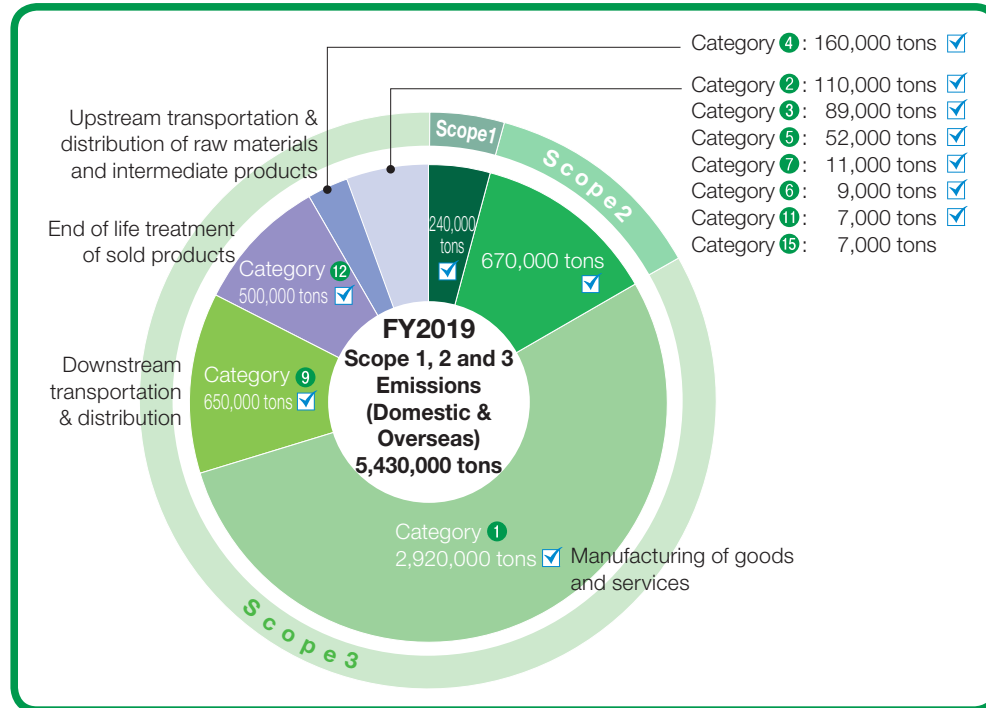 Category 4: 160,000 tons
Category 2: 110,000 tons
Category 3: 89,000 tons
Category 5: 52,000 tons
Category 7: 11,000 tons
Category 6: 9,000 tons
Category 11: 7,000 tons
Category 15: 7,000 tons
Upstream transportation &
distribution of raw materials
and intermediate products
Scope1
Scope2
240,000
tons
670,000 tons
End of life treatment
of sold products
Category 12
500,000 tons
Downstream
transportation
& distribution
Category 9
650,000 tons
FY2019
Scope 1, 2 and 3
Emissions
(Domestic &
Overseas)
5,430,000 tons
Category 1
2,920,000 tons
Manufacturing of goods
and services
Scope3